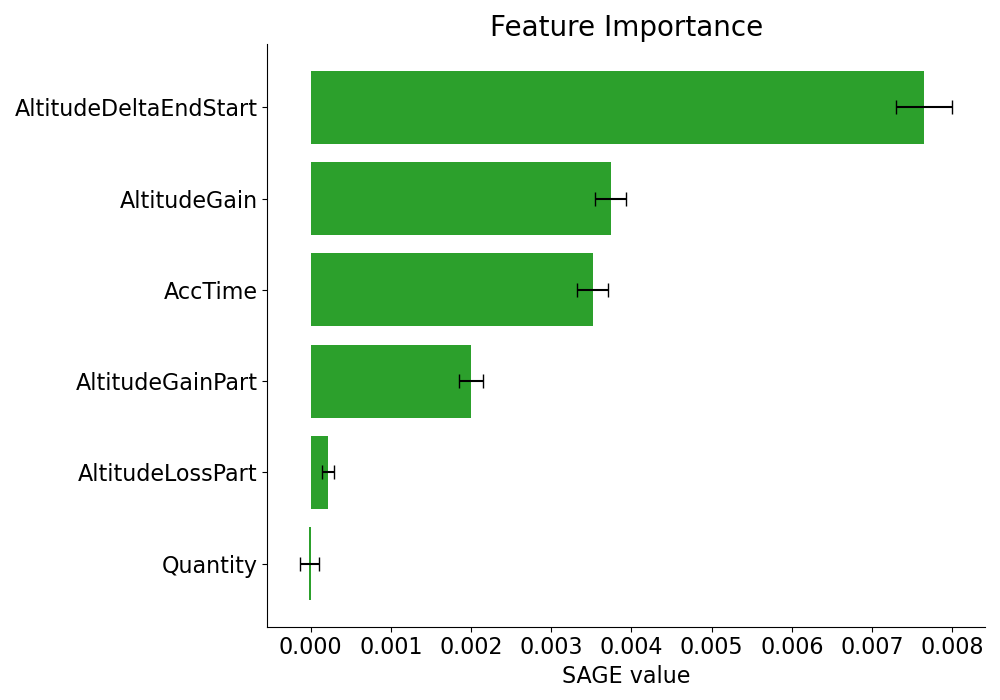 Feature Importance
AltitudeDeltaEndStart
AltitudeGain
AccTime
AltitudeGainPart
AltitudeLossPart
Quantity
0.000 0.001 0.002 0.003 0.004 0.005 0.006 0.007 0.008
SAGE value